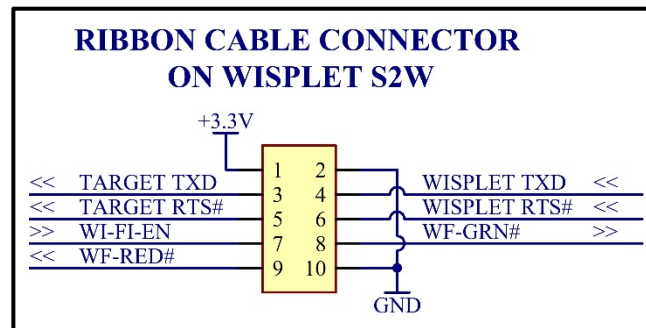 RIBBON CABLE CONNECTOR
ON WISPLET S2W
+3.3V
1 2
<< TARGET TXD 3 4 WISPLET TXD <<
<< TARGET RTS# 5 6 WISPLET RTS# <<
>> WI-FI-EN 7 8 WF-GRN# >>
<< WF-RED# 9 10
GND